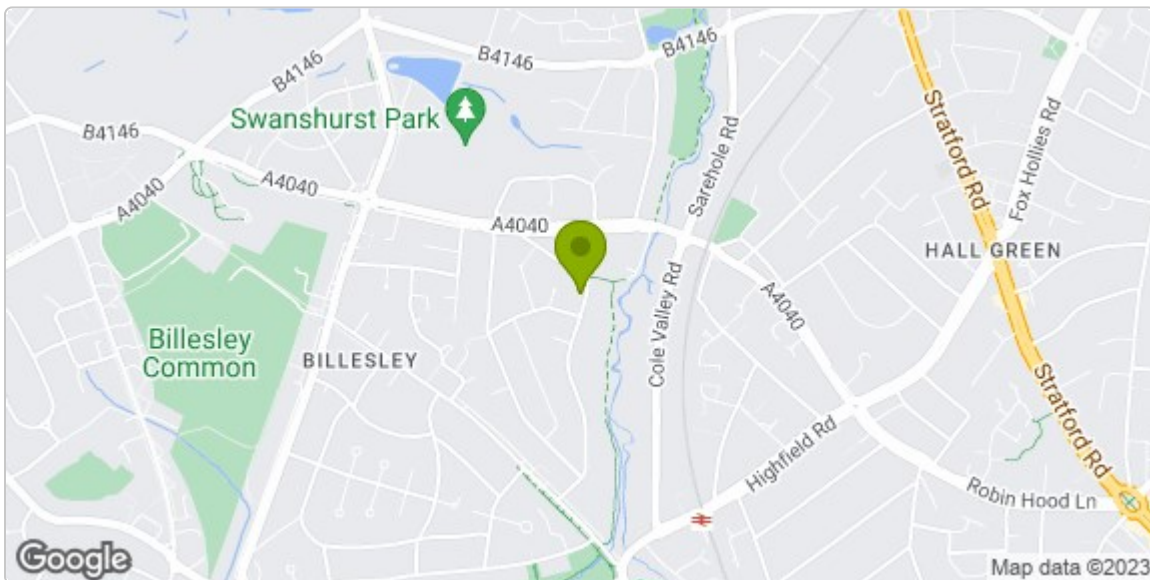 B4146
B4146
B4146
Swanshurst Park
B4146
A4040
A4040
A4040
Sarehole Rd
Stratford Rd
Fox Hollies Rd
HALL GREEN
A4040
Cole Valley Rd
Billesley
Common
BILLESLEY
Stratford Rd
Highfield Rd
Robin Hood Ln
Google
Map data ©2023